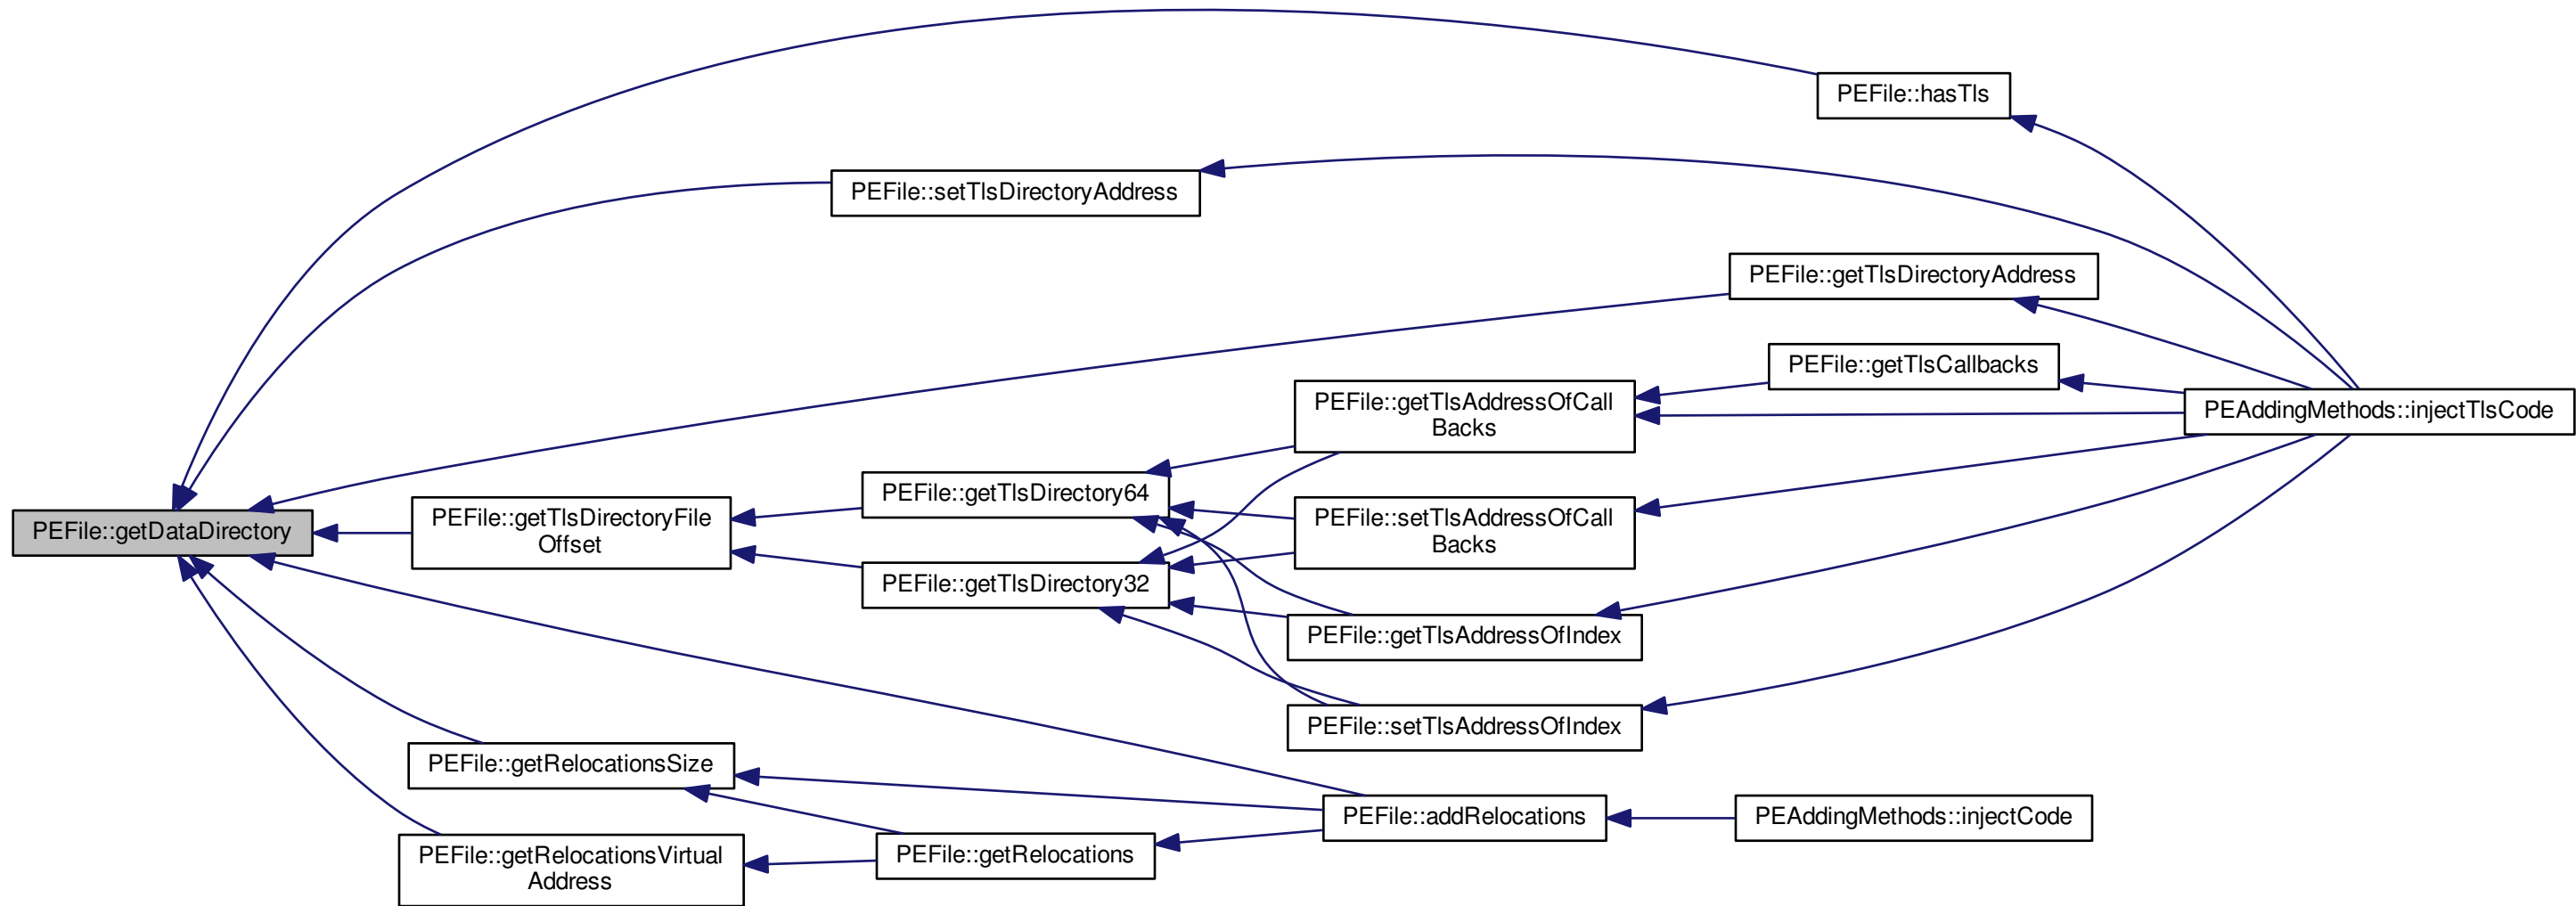 PEFile::hasTls
PEFile::setTlsDirectoryAddress
PEFile::getTlsDirectoryAddress
PEFile::getTlsCallbacks
PEFile::getTlsAddressOfCall
Backs
PEAddingMethods::injectTlsCode
PEFile::getTlsDirectory64
PEFile::getDataDirectory
PEFile::getTlsDirectoryFile
Offset
PEFile::setTlsAddressOfCall
Backs
PEFile::getTlsDirectory32
PEFile::getTlsAddressOfIndex
PEFile::setTlsAddressOfIndex
PEFile::getRelocationsSize
PEFile::addRelocations
PEAddingMethods::injectCode
PEFile::getRelocationsVirtual
Address
PEFile::getRelocations